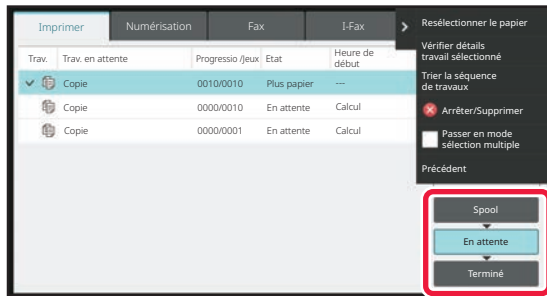 Imprimer Numérisation Fax I-Fax
Trav. Trav. en attente Progressio /Jeux Etat Heure de début
Copie 0010/0010 Plus papier ---
Copie 0000/0010 En attente Calcul
Copie 0000/0001 En attente Calcul
Resélectionner le papier
Vérifier détails
travail sélectionné
Trier la séquence
de travaux
Arrêter/Supprimer
Passer en mode
sélection multiple
Précédent
Spool
En attente
Terminé